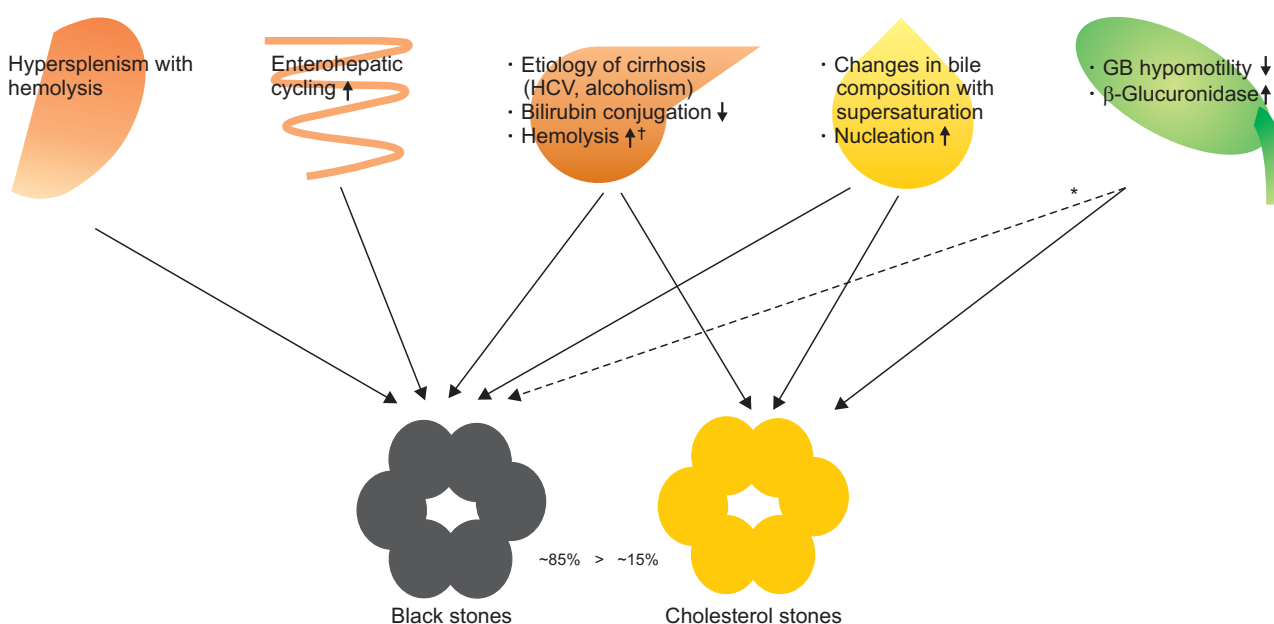 Hypersplenism with
hemolysis
Enterohepatic
cycling ↑
· Etiology of cirrhosis
(HCV, alcoholism)
· Bilirubin conjugation ↓
· Hemolysis ↑†
· Changes in bile
composition with
supersaturation
· Nucleation ↑
· GB hypomotility ↓
· β-Glucuronidase ↑
*
~85% > ~15%
Black stones
Cholesterol stones